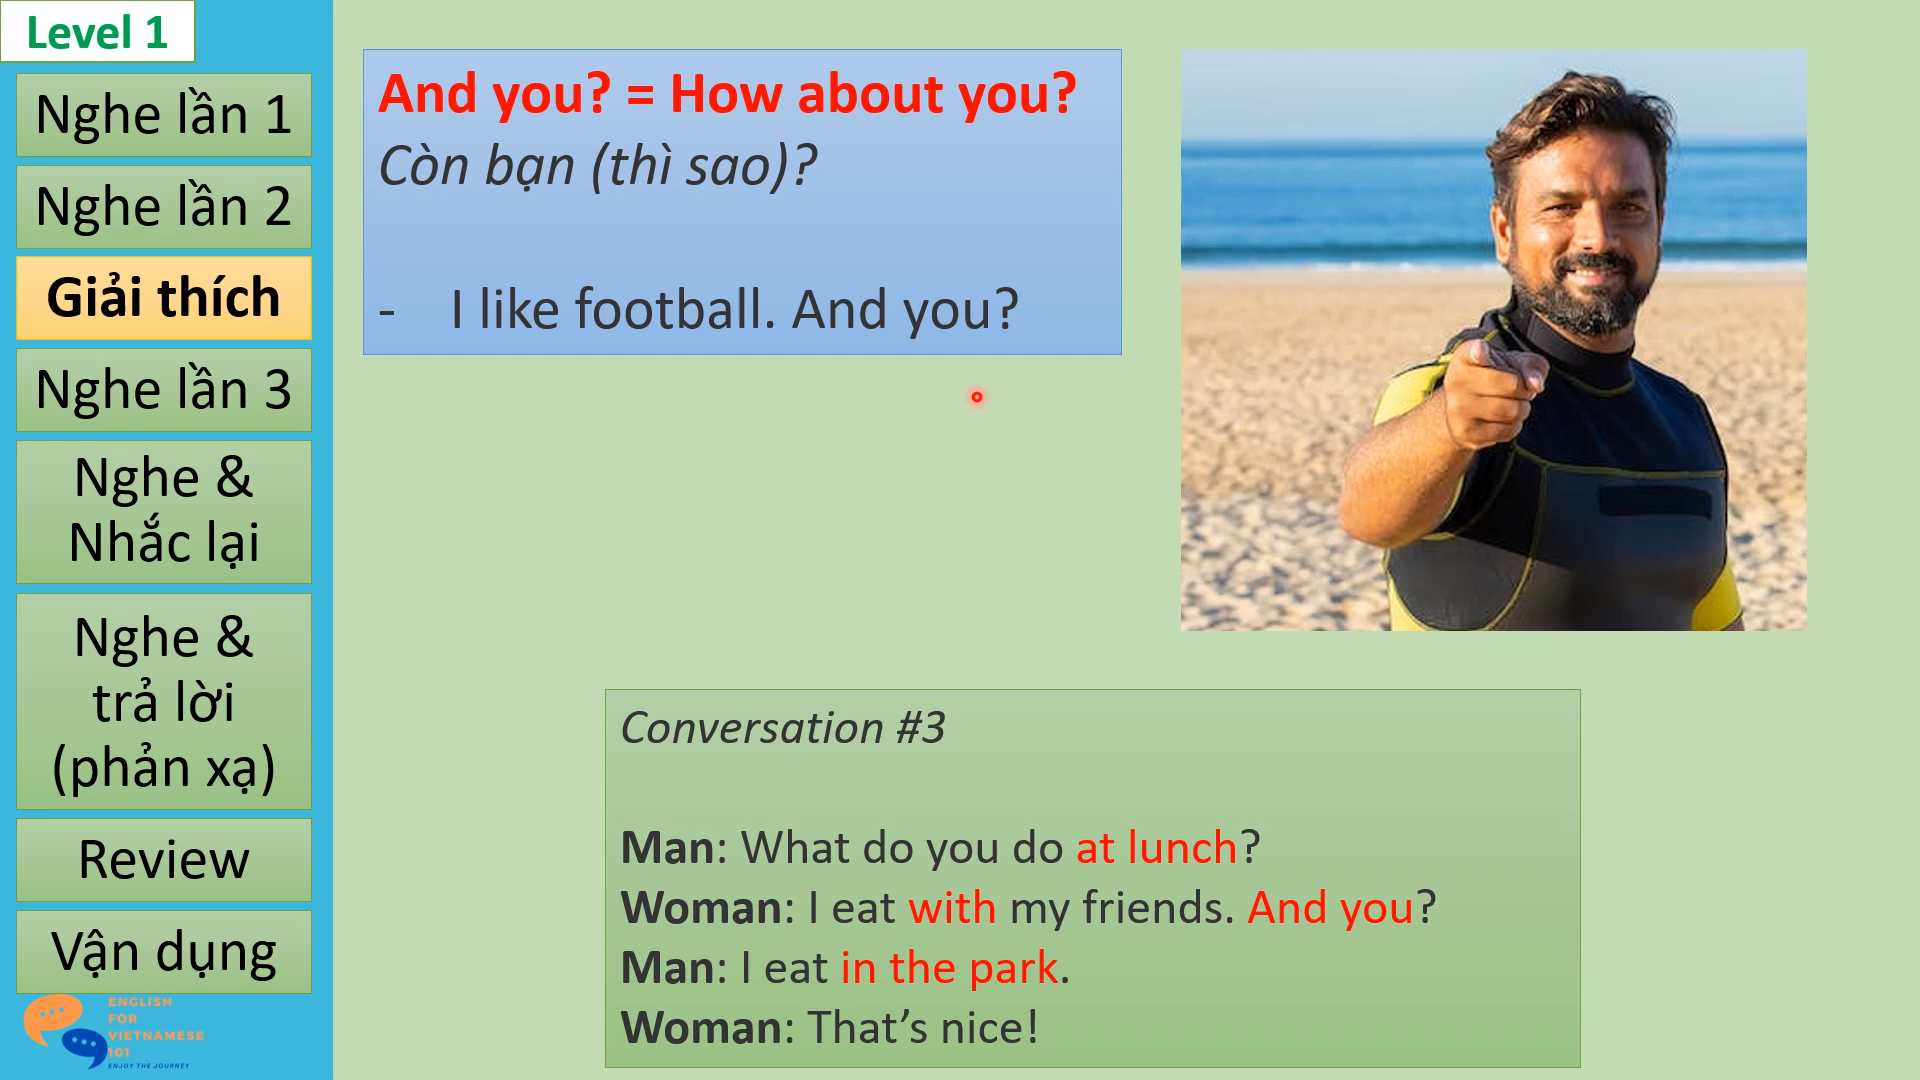 Level 1
Nghe lần 1
Nghe lần 2
Giải thích
Nghe lần 3
Nghe &
Nhắc lại
Nghe &
trả lời
(phản xạ)
Review
Vận dụng
ENGLISH
FOR
VIETNAMESE
101
ENJOY THE JOURNEY
And you? = How about you?
Còn bạn (thì sao)?
- I like football. And you?
Conversation #3
Man: What do you do at lunch?
Woman: I eat with my friends. And you?
Man: I eat in the park.
Woman: That’s nice!